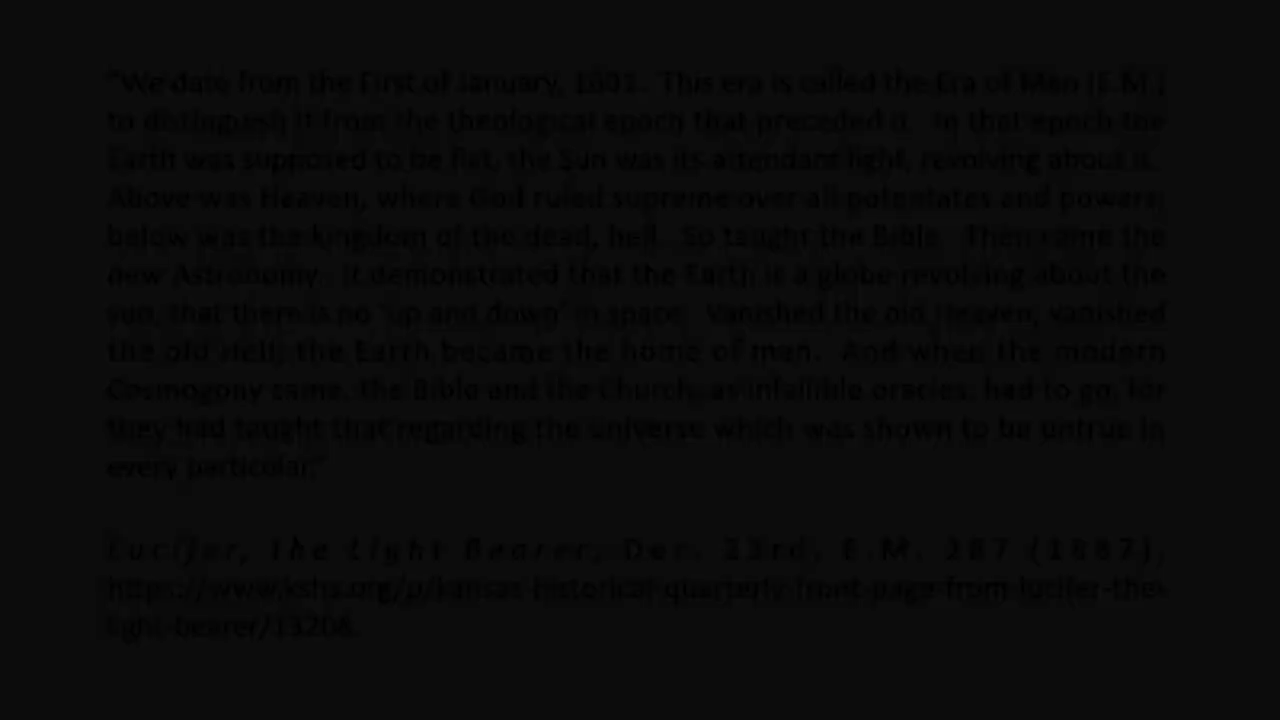 "We date from the First of January, 1601. This era is called the Era of Man (E.M.)
to distinguish it from the theological epoch that preceded it. In that epoch the
Earth was supposed to be flat, the Sun was its attendant light, revolving about it.
Above was Heaven, where God ruled supreme over all potentates and powers;
below was the kingdom of the dead, hell. So taught the Bible. Then came the
new Astronomy. It demonstrated that the Earth is a globe revolving about the
sun, that there is no 'up and down' in space. Vanished the old Heaven, vanished
the old Hell; the Earth became the home of man. And when the modern
Cosmogony came, the Bible and the Church, as infallible oracles, had to go, for
they had taught that regarding the universe which was shown to be untrue in
every particular."
Lucifer, the Light Bearer, Dec. 23rd, E.M. 287 (1887),
https://www.kshs.org/p/kansas-historical-quarterly-front-page-from-lucifer-the-
light-bearer/13208.